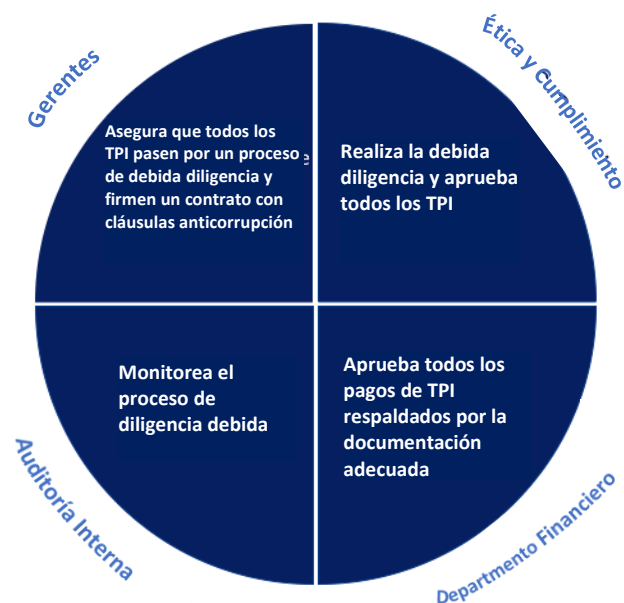 Gerentes
Ética y Cumplimiento
Asegura que todos los
TPI pasen por un proceso
de debida diligencia y
firmen un contrato con
cláusulas anticorrupción
Realiza la debida
diligencia y aprueba
todos los TPI
Monitorea el
proceso de
diligencia debida
Aprueba todos los
pagos de TPI
respaldados por la
documentación
adecuada
Auditoría Interna
Departmento Financiero